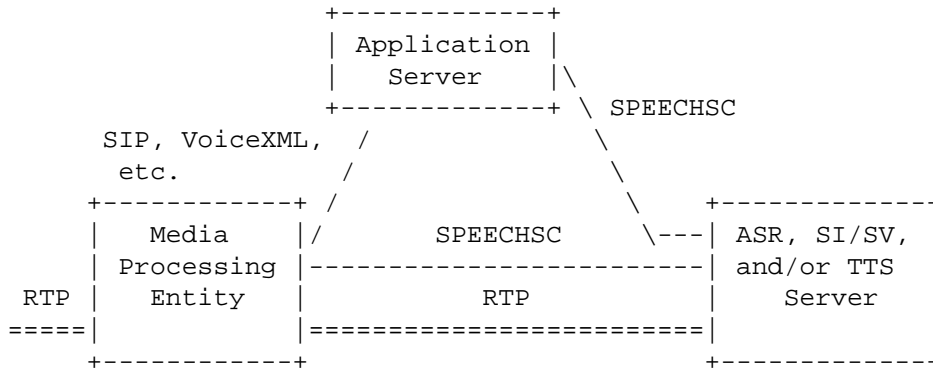 Application
Server
SPEECHSC
SIP, VoiceXML,
etc.
Media
Processing
Entity
SPEECHSC
ASR, SI/SV,
and/or TTS
Server
RTP
RTP